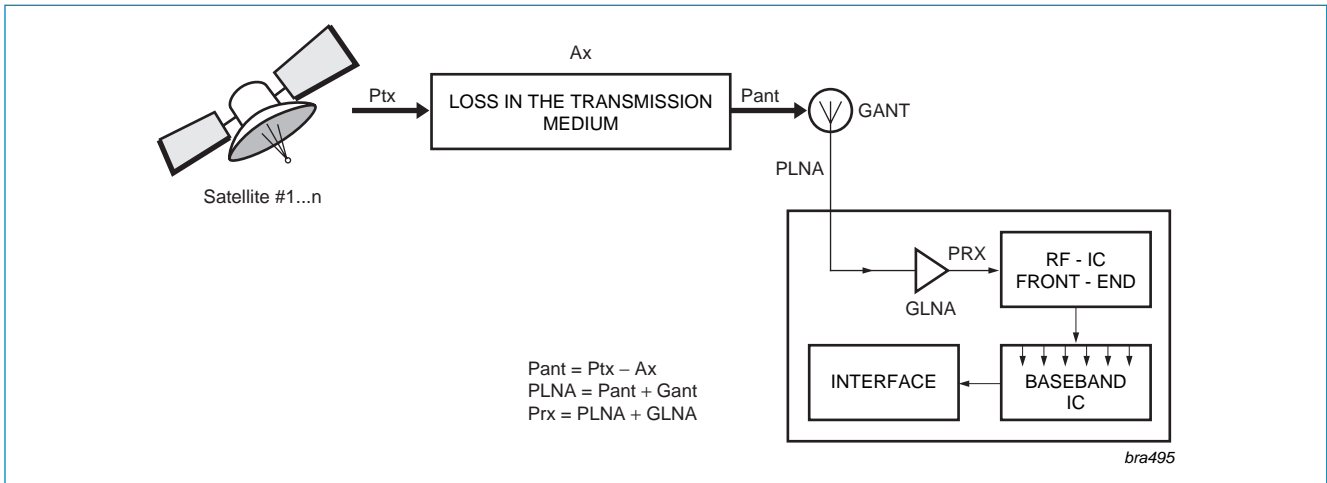 Ax
Ptx
LOSS IN THE TRANSMISSION
MEDIUM
Pant
GANT
Satellite #1...n
PLNA
PRX
GLNA
RF - IC
FRONT - END
INTERFACE
BASEBAND
IC
Pant = Ptx − Ax
PLNA = Pant + Gant
Prx = PLNA + GLNA
bra495